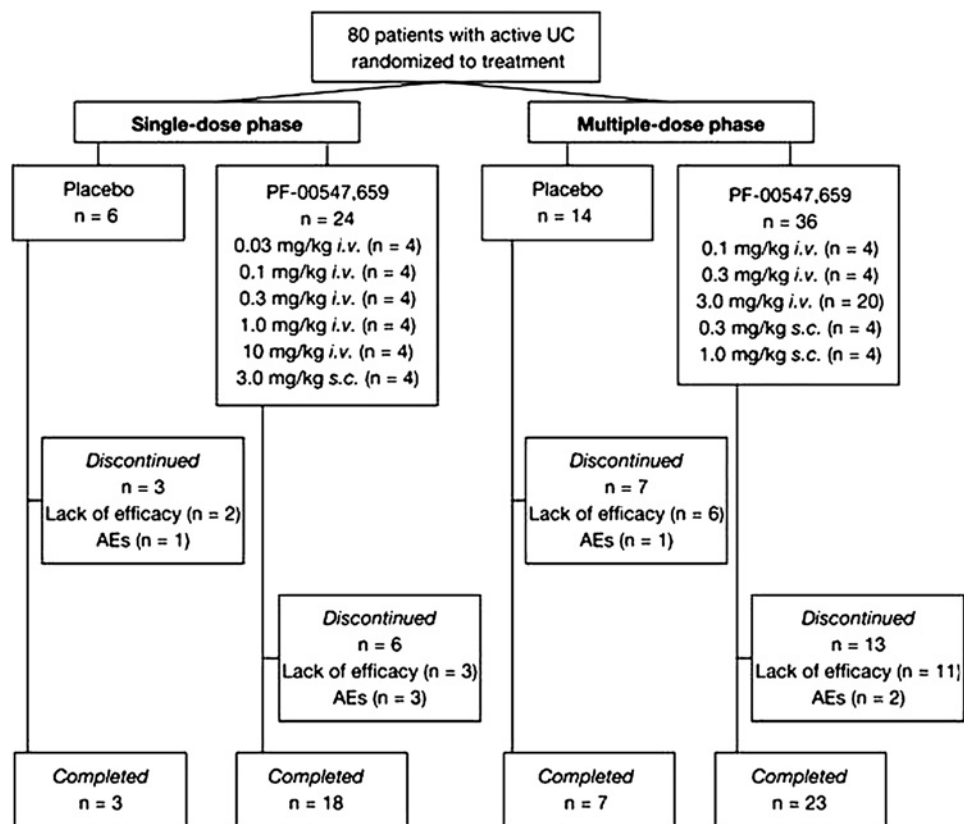 80 patients with active UC
randomized to treatment
Single-dose phase
Multiple-dose phase
Placebo
n = 6
PF-00547,659
n = 24
0.03 mg/kg i.v. (n = 4)
0.1 mg/kg i.v. (n = 4)
0.3 mg/kg i.v. (n = 4)
1.0 mg/kg i.v. (n = 4)
10 mg/kg i.v. (n = 4)
3.0 mg/kg s.c. (n = 4)
Placebo
n = 14
PF-00547,659
n = 36
0.1 mg/kg i.v. (n = 4)
0.3 mg/kg i.v. (n = 4)
3.0 mg/kg i.v. (n = 20)
0.3 mg/kg s.c. (n = 4)
1.0 mg/kg s.c. (n = 4)
Discontinued
n = 3
Lack of efficacy (n = 2)
AEs (n = 1)
Discontinued
n = 6
Lack of efficacy (n = 3)
AEs (n = 3)
Discontinued
n = 7
Lack of efficacy (n = 6)
AEs (n = 1)
Discontinued
n = 13
Lack of efficacy (n = 11)
AEs (n = 2)
Completed
n = 3
Completed
n = 18
Completed
n = 7
Completed
n = 23